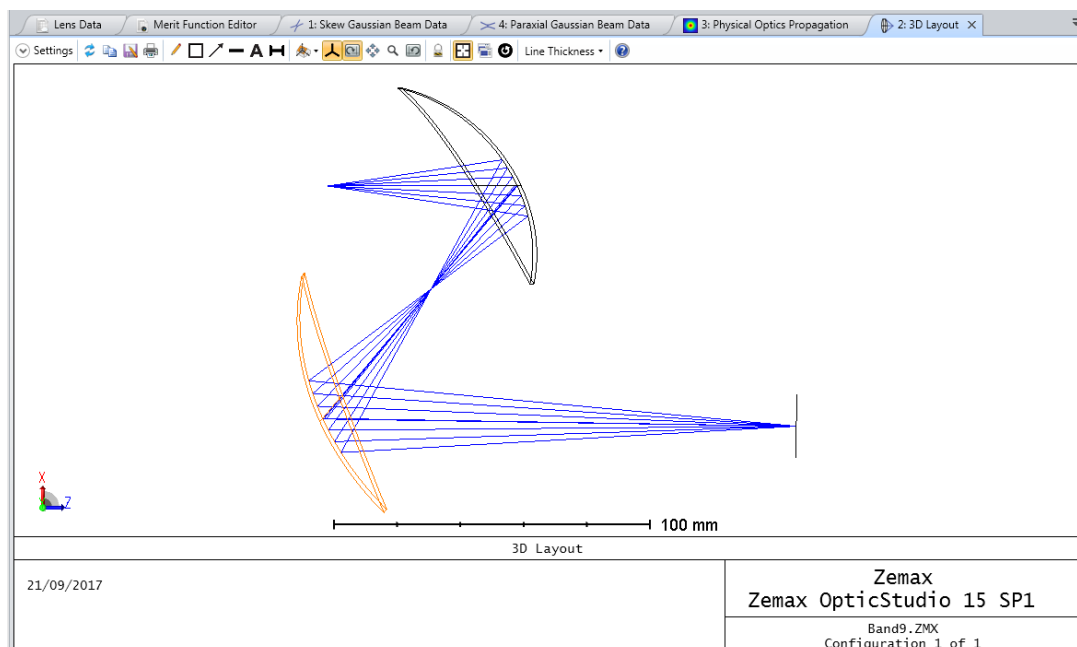 Lens Data Merit Function Editor 1: Skew Gaussian Beam Data 4: Paraxial Gaussian Beam Data 3: Physical Optics Propagation 2: 3D Layout
Settings A Line Thickness
X
Z
100 mm
3D Layout
21/09/2017
Zemax
Zemax OpticStudio 15 SP1
Band9.ZMX
Configuration 1 of 1